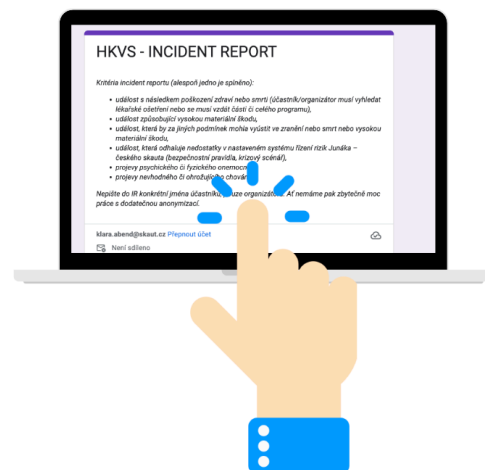 HKVS - INCIDENT REPORT
Kritéria incident reportu (alespoň jedno je splněno):
• událost s následkem poškození zdraví nebo smrti (účastník/organizátor musí vyhledat
lékařské ošetření nebo se musí vzdát části či celého programu),
• událost způsobující vysokou materiální škodu,
• událost, která by za jiných podmínek mohla vyústit ve zranění nebo smrt nebo vysokou
materiální škodu,
• událost, která odhaluje nedostatky v nastaveném systému řízení rizik Junáka –
českého skauta (bezpečnostní pravidla, krizový scénář),
• projevy psychického či fyzického
• projevy nevhodného či
Nepište do IR konkrétní jména Ať nemáme pak zbytečně moc
práce s dodatečnou anonymizací.
klara.abend@skaut.cz Přepnout účet
Není sdíleno